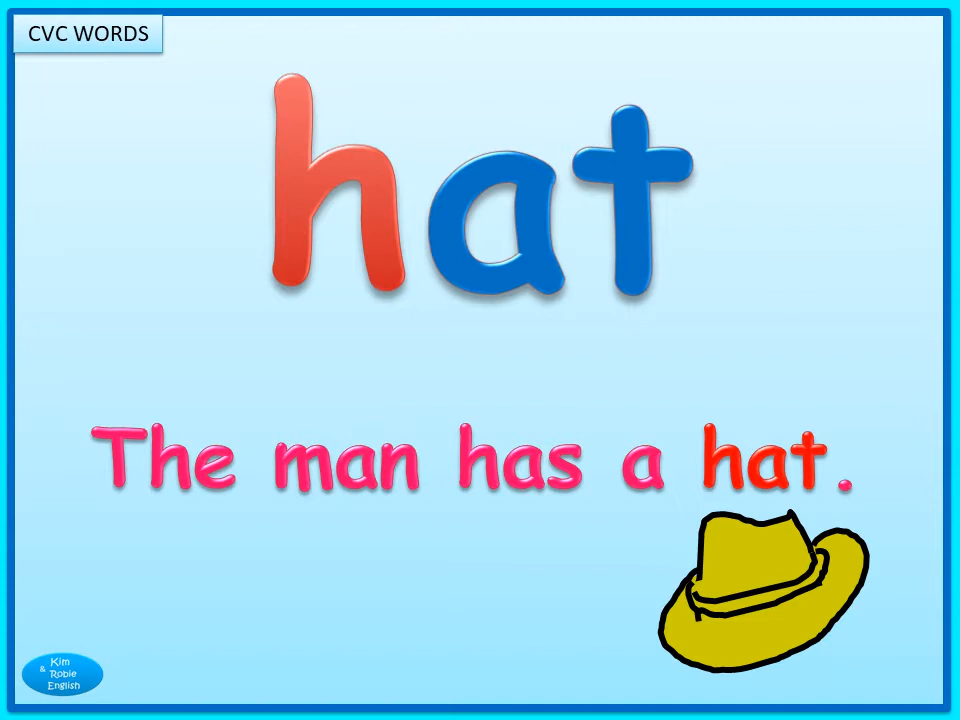 CVC WORDS
hat
The man has a hat.
Kim
& Robie
English